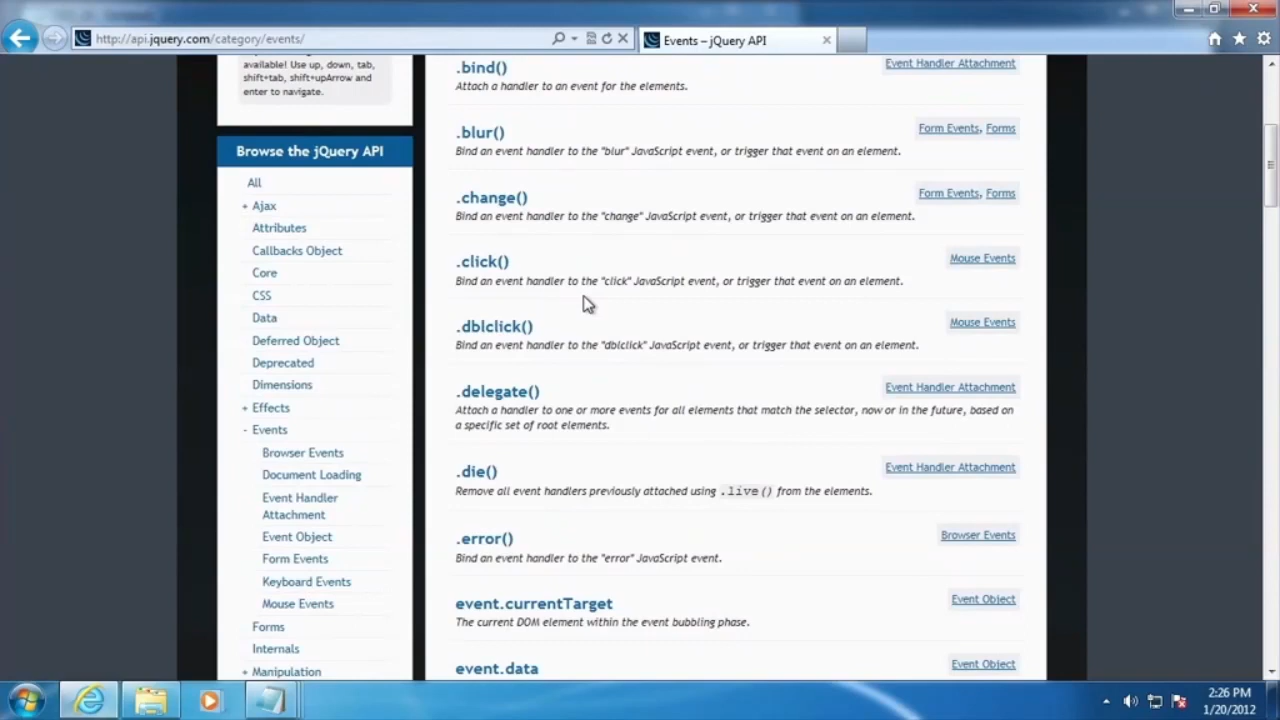 http://api.jquery.com/category/events/
Events – jQuery API
available! Use up, down, tab,
shift+tab, shift+upArrow and
enter to navigate.
Browse the jQuery API
All
+ Ajax
Attributes
Callbacks Object
Core
CSS
Data
Deferred Object
Deprecated
Dimensions
+ Effects
- Events
Browser Events
Document Loading
Event Handler
Attachment
Event Object
Form Events
Keyboard Events
Mouse Events
Forms
Internals
+ Manipulation
.bind()
Event Handler Attachment
Attach a handler to an event for the elements.
.blur()
Form Events, Forms
Bind an event handler to the "blur" JavaScript event, or trigger that event on an element.
.change()
Form Events, Forms
Bind an event handler to the "change" JavaScript event, or trigger that event on an element.
.click()
Mouse Events
Bind an event handler to the "click" JavaScript event, or trigger that event on an element.
.dblclick()
Mouse Events
Bind an event handler to the "dblclick" JavaScript event, or trigger that event on an element.
.delegate()
Event Handler Attachment
Attach a handler to one or more events for all elements that match the selector, now or in the future, based on
a specific set of root elements.
.die()
Event Handler Attachment
Remove all event handlers previously attached using .live() from the elements.
.error()
Browser Events
Bind an event handler to the "error" JavaScript event.
event.currentTarget
Event Object
The current DOM element within the event bubbling phase.
event.data
Event Object
2:26 PM
1/20/2012